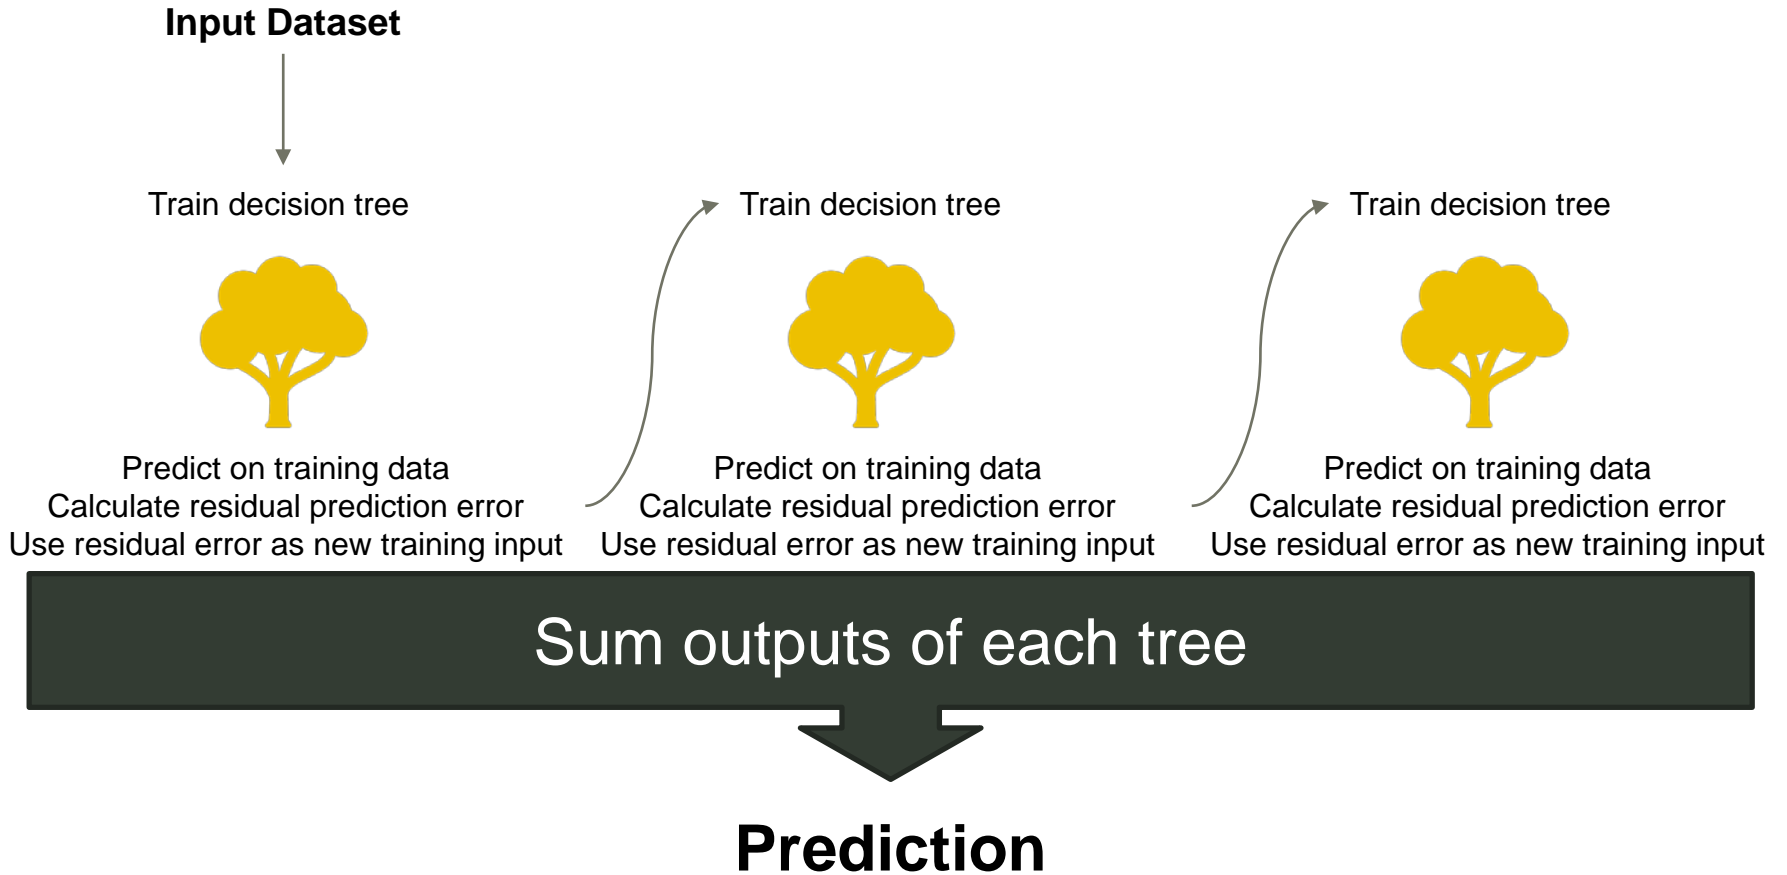 Input Dataset
Train decision tree
Predict on training data
Calculate residual prediction error
Use residual error as new training input
Train decision tree
Predict on training data
Calculate residual prediction error
Use residual error as new training input
Train decision tree
Predict on training data
Calculate residual prediction error
Use residual error as new training input
Sum outputs of each tree
Prediction